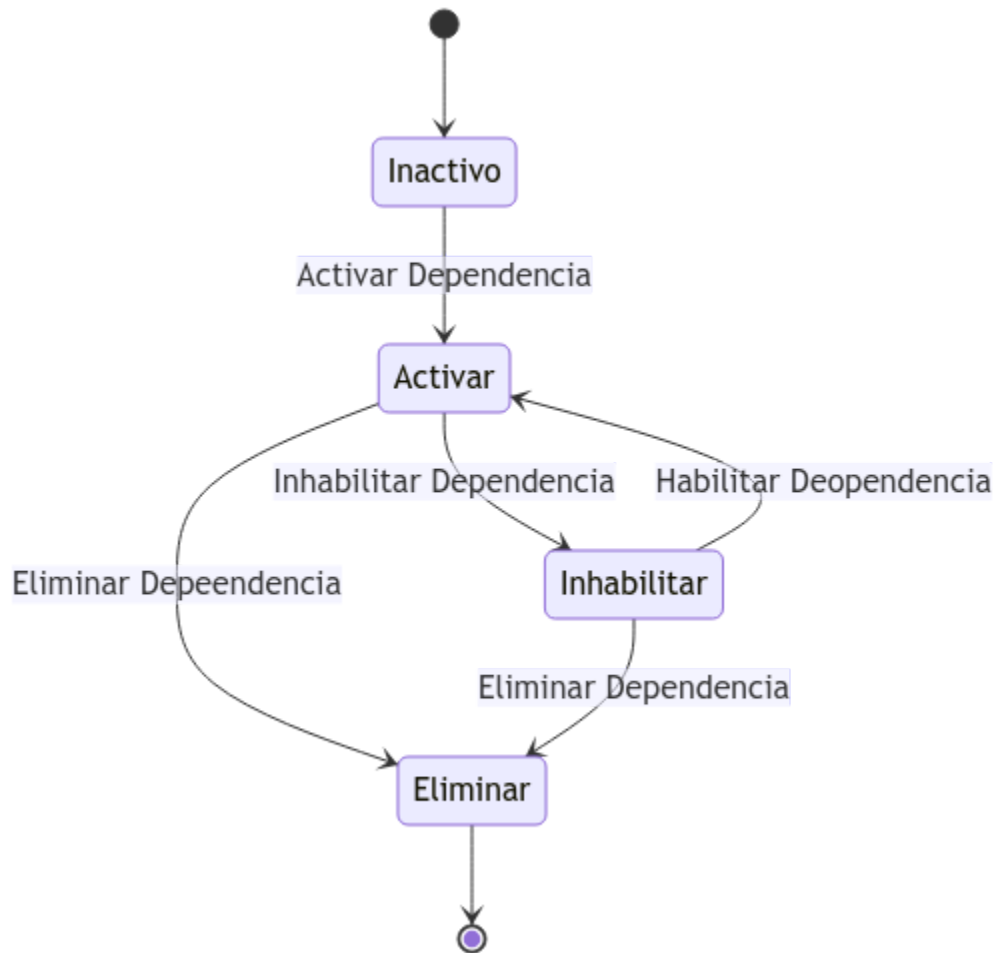 Inactivo
Activar Dependencia
Activar
Inhabilitar Dependencia
Habilitar Deopendencia
Eliminar Depeendencia
Inhabilitar
Eliminar Dependencia
Eliminar